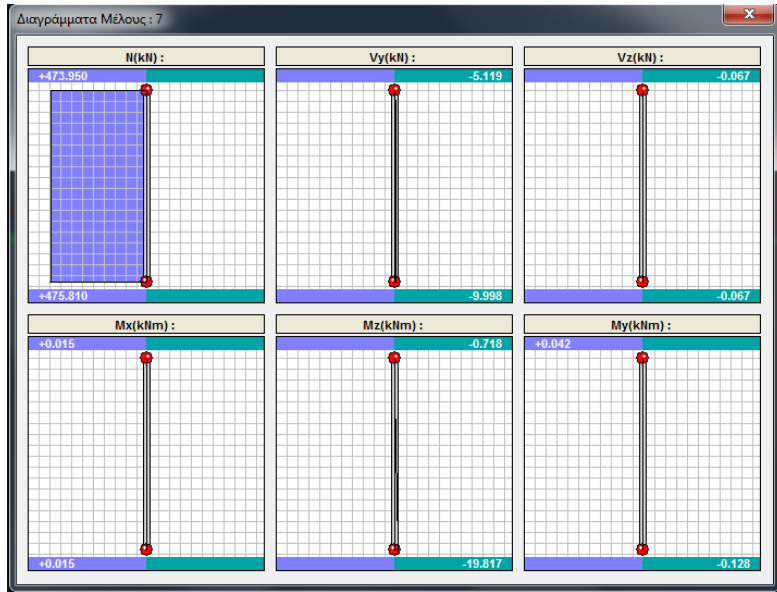 Διαγράμματα Μέλους : 7
N(kN) :
Vy(kN) :
Vz(kN) :
+473.950
-5.119
-0.067
+475.810
-9.998
-0.067
Mx(kNm) :
Mz(kNm) :
My(kNm) :
+0.015
-0.718
+0.042
+0.015
-19.817
-0.128